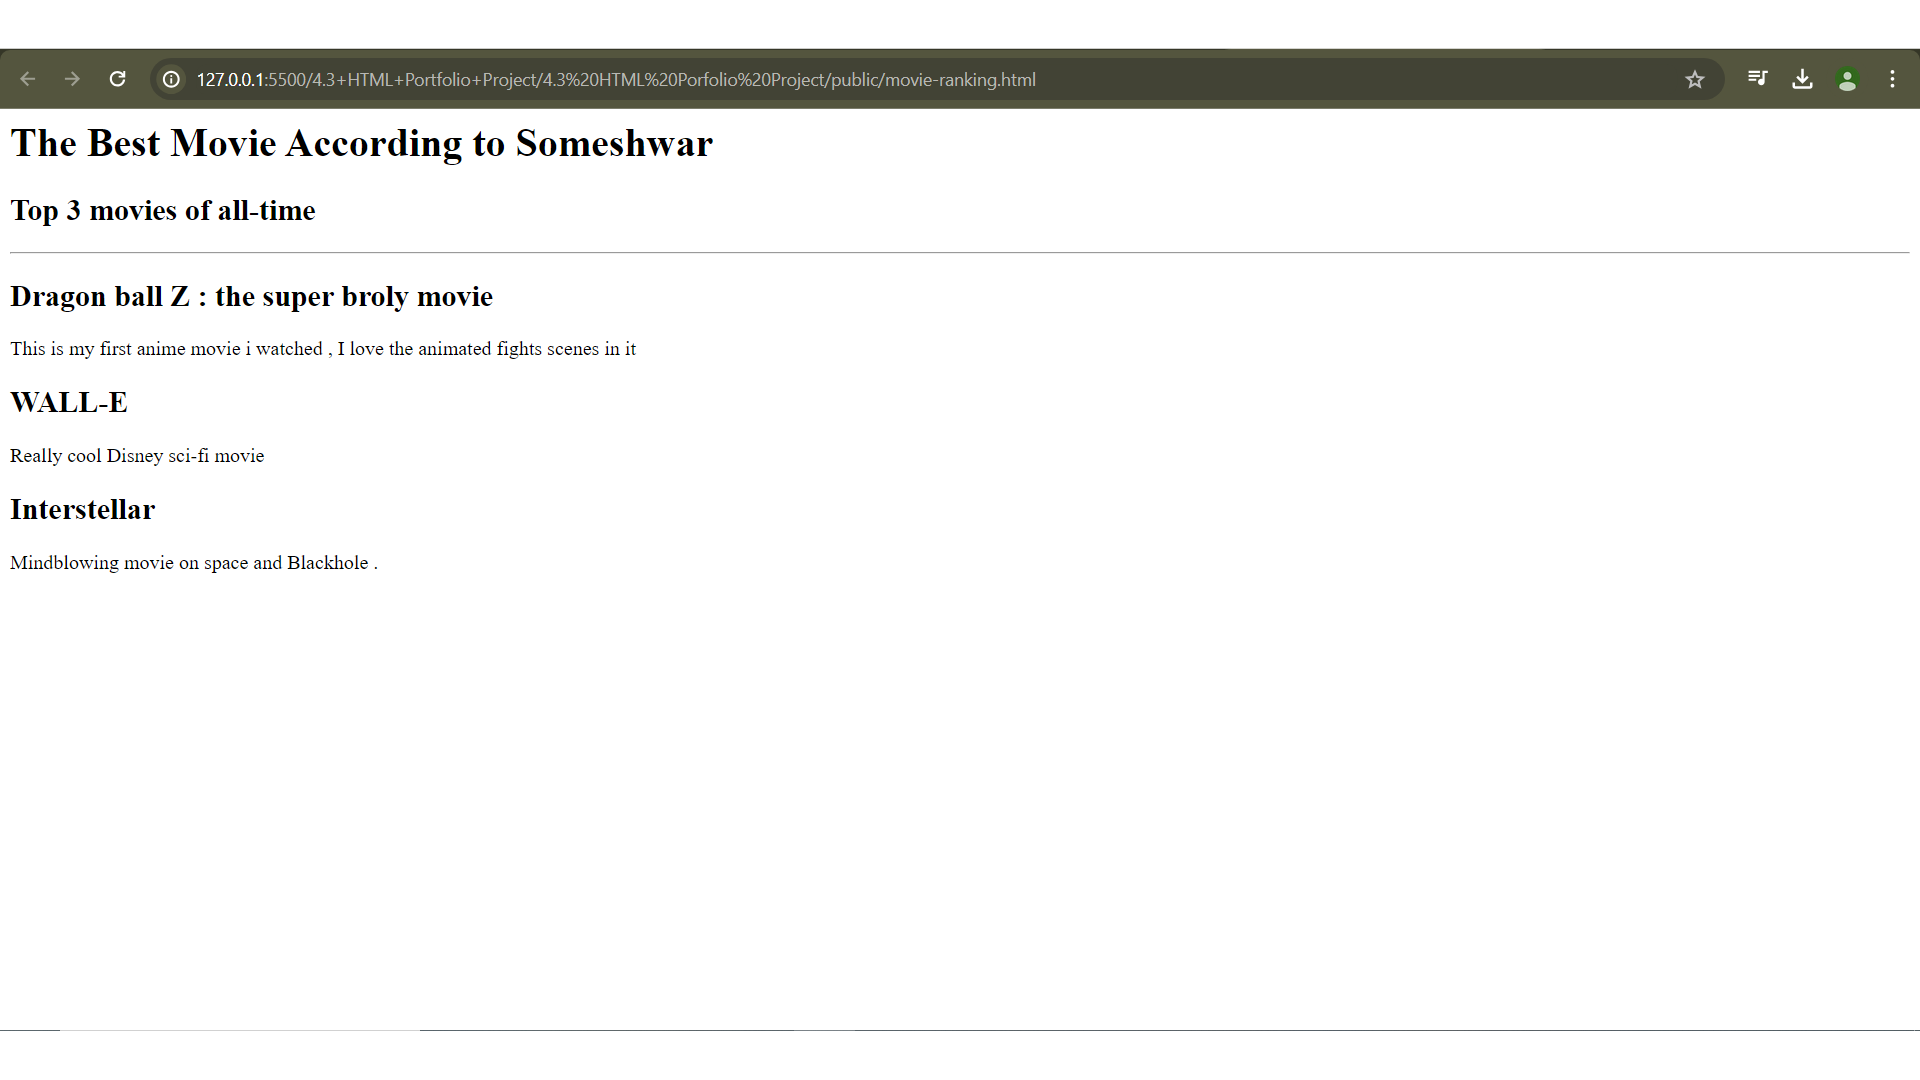 127.0.0.1:5500/4.3+HTML+Portfolio+Project/4.3%20HTML%20Porfolio%20Project/public/movie-ranking.html
The Best Movie According to Someshwar
Top 3 movies of all-time
Dragon ball Z : the super broly movie
This is my first anime movie i watched , I love the animated fights scenes in it
WALL-E
Really cool Disney sci-fi movie
Interstellar
Mindblowing movie on space and Blackhole .